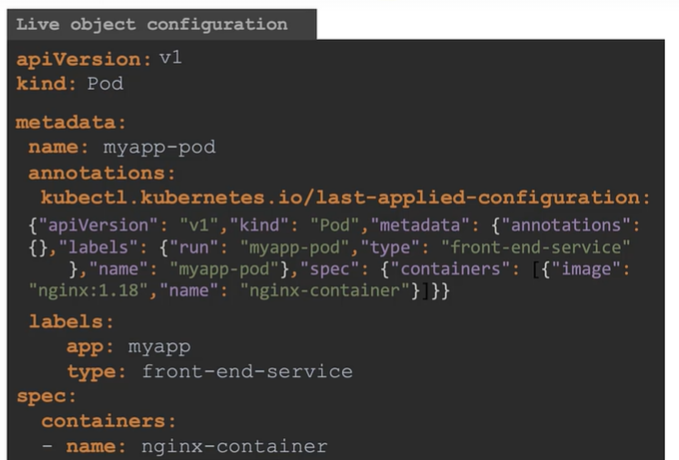 Live object configuration
apiVersion: v1
kind: Pod
metadata:
name: myapp-pod
annotations:
kubectl.kubernetes.io/last-applied-configuration:
{"apiVersion": "v1","kind": "Pod","metadata": {"annotations":
{},"labels": {"run": "myapp-pod","type": "front-end-service"
},"name": "myapp-pod"},"spec": {"containers": [{"image":
"nginx:1.18","name": "nginx-container"}]}}
labels:
app: myapp
type: front-end-service
spec:
containers:
- name: nginx-container